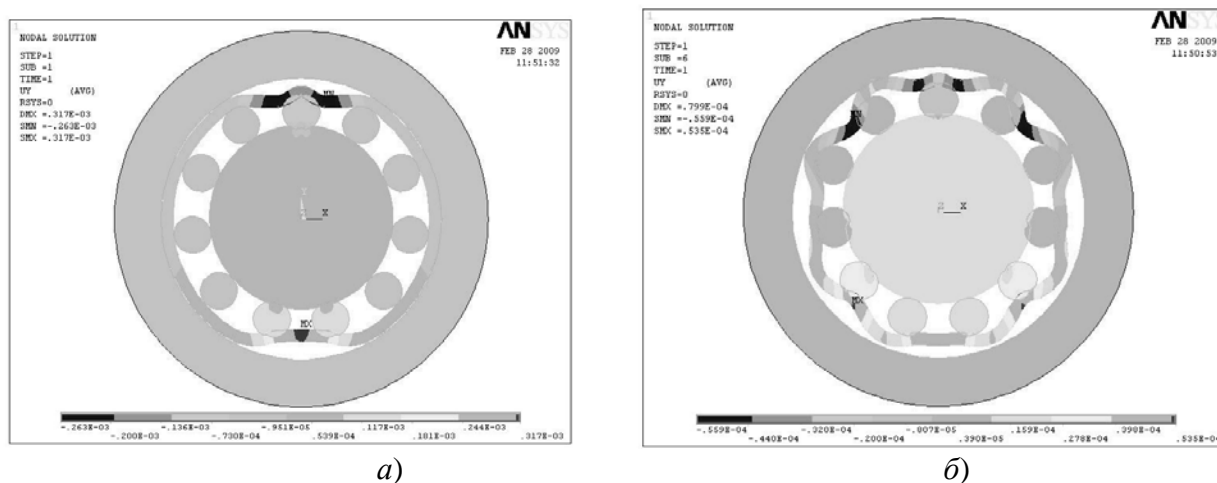 1
NODAL SOLUTION
STEP=1
SUB =1
TIME=1
UY (AVG)
RSYS=0
DMX =.317E-03
SMN =-.263E-03
SMX =.317E-03
ANSYS
FEB 28 2009
11:51:32
MN
Y
X
MX
-.263E-03
-.200E-03
-.136E-03
-.730E-04
-.951E-05
.539E-04
.117E-03
.181E-03
.244E-03
.317E-03
а)
1
NODAL SOLUTION
STEP=1
SUB =6
TIME=1
UY (AVG)
RSYS=0
DMX =.799E-04
SMN =-.559E-04
SMX =.535E-04
ANSYS
FEB 28 2009
11:50:53
MN
X
MX
-.559E-04
-.440E-04
-.320E-04
-.200E-04
-.807E-05
.390E-05
.159E-04
.278E-04
.398E-04
.535E-04
б)